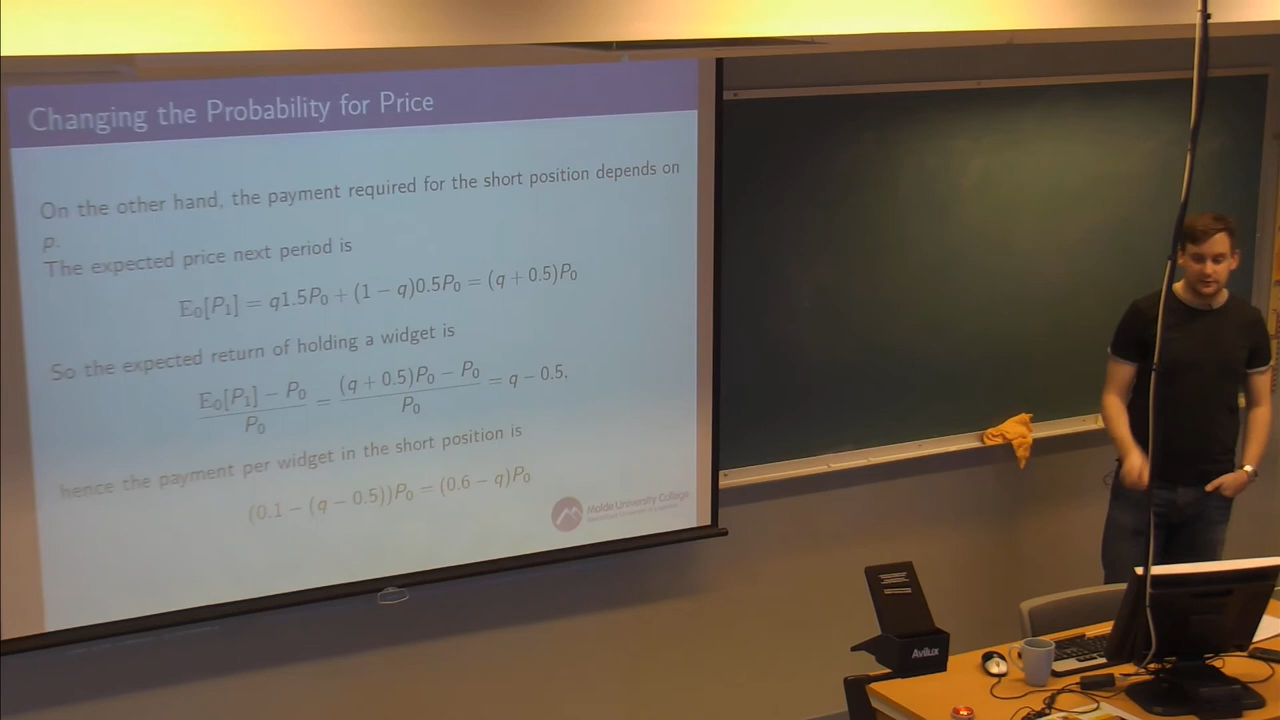 Changing the Probability for Price
On the other hand, the payment required for the short position depends on
p.
The expected price next period is
E₀[P₁] = q1.5P₀ + (1 − q)0.5P₀ = (q + 0.5)P₀
So the expected return of holding a widget is
(E₀[P₁] − P₀)/P₀ = ((q + 0.5)P₀ − P₀)/P₀ = q − 0.5,
hence the payment per widget in the short position is
(0.1 − (q − 0.5))P₀ = (0.6 − q)P₀
Molde University College
Avilux